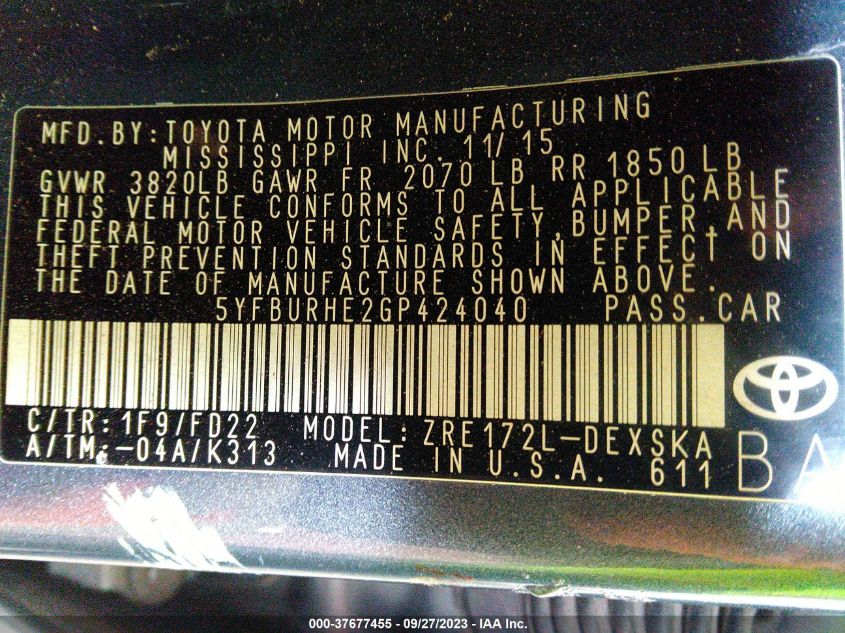 MFD.BY:TOYOTA MOTOR MANUFACTURING
MISSISSIPPI INC. 11/15
GVWR 3820LB GAWR FR 2070 LB RR 1850 LB
THIS VEHICLE CONFORMS TO ALL APPLICABLE
FEDERAL MOTOR VEHICLE SAFETY,BUMPER,AND
THEFT PREVENTION STANDARDS IN EFFECT ON
THE DATE OF MANUFACTURE SHOWN ABOVE.
5YFBURHE2GP424040 PASS.CAR
C/TR:1F9/FD22 MODEL:ZRE172L-DEXSKA
A/TM:-04A/K313 MADE IN U.S.A. 611
BA
000-37677455 - 09/27/2023 - IAA Inc.